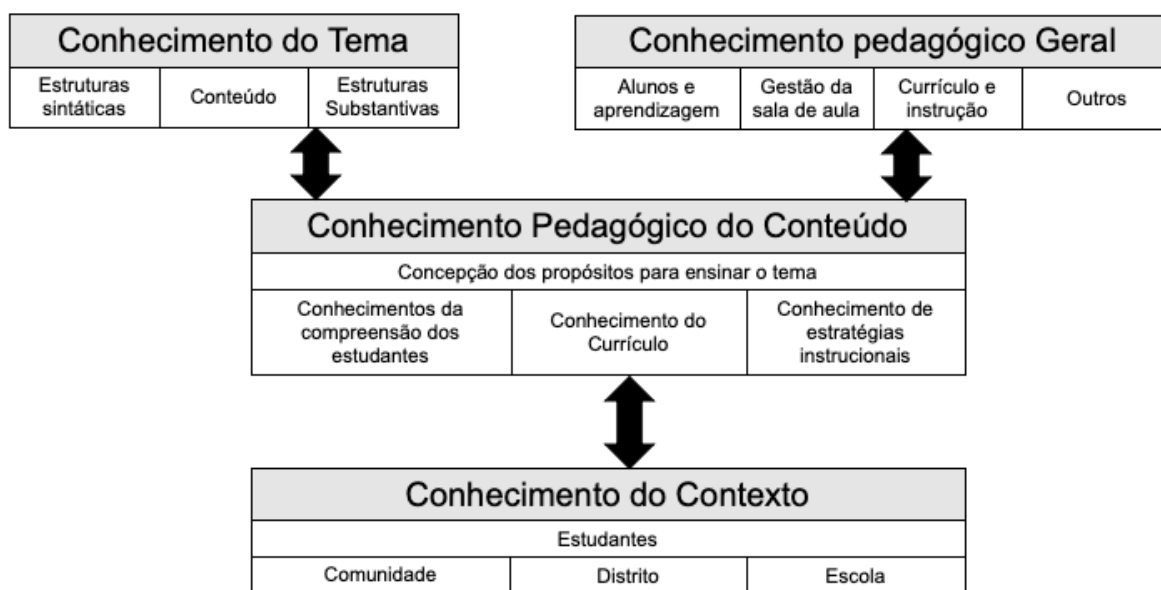 Conhecimento do Tema
Estruturas
sintáticas
Conteúdo
Estruturas
Substantivas
Conhecimento pedagógico Geral
Alunos e
aprendizagem
Gestão da
sala de aula
Currículo e
instrução
Outros
Conhecimento Pedagógico do Conteúdo
Concepção dos propósitos para ensinar o tema
Conhecimentos da
compreensão dos
estudantes
Conhecimento do
Currículo
Conhecimento de
estratégias
instrucionais
Conhecimento do Contexto
Estudantes
Comunidade
Distrito
Escola